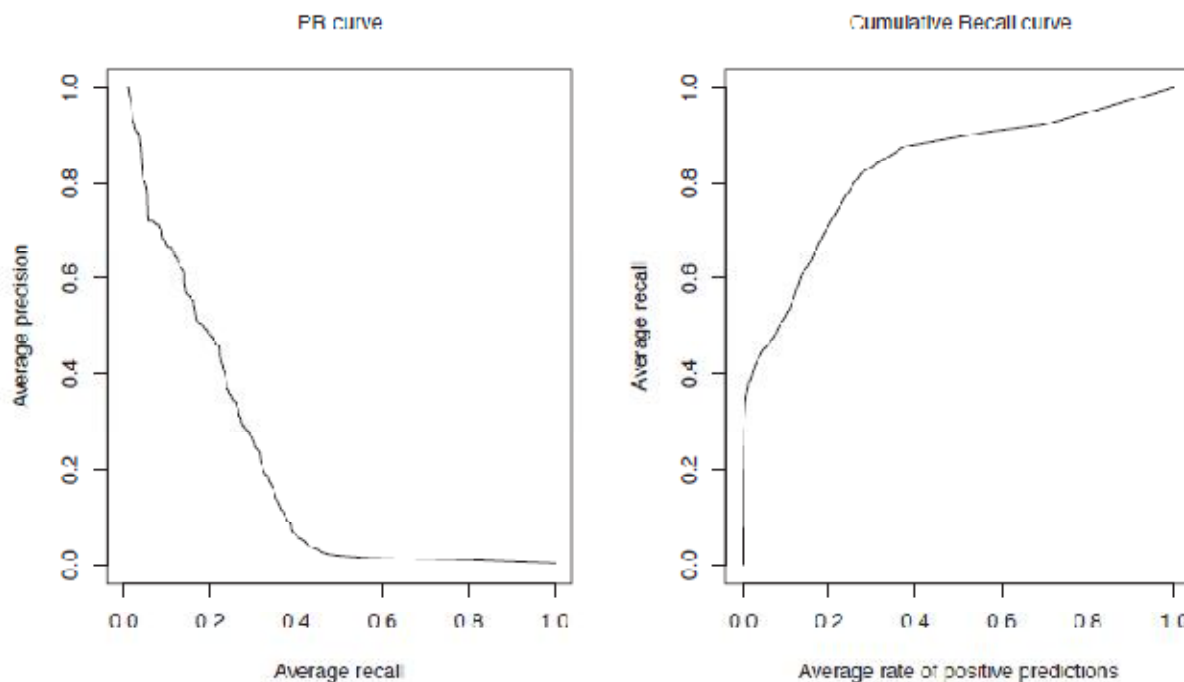 PR curve
Average precision
1.0
0.8
0.6
0.4
0.2
0.0
0.0 0.2 0.4 0.6 0.8 1.0
Average recall
Cumulative Recall curve
Average recall
1.0
0.8
0.6
0.4
0.2
0.0
0.0 0.2 0.4 0.6 0.8 1.0
Average rate of positive predictions